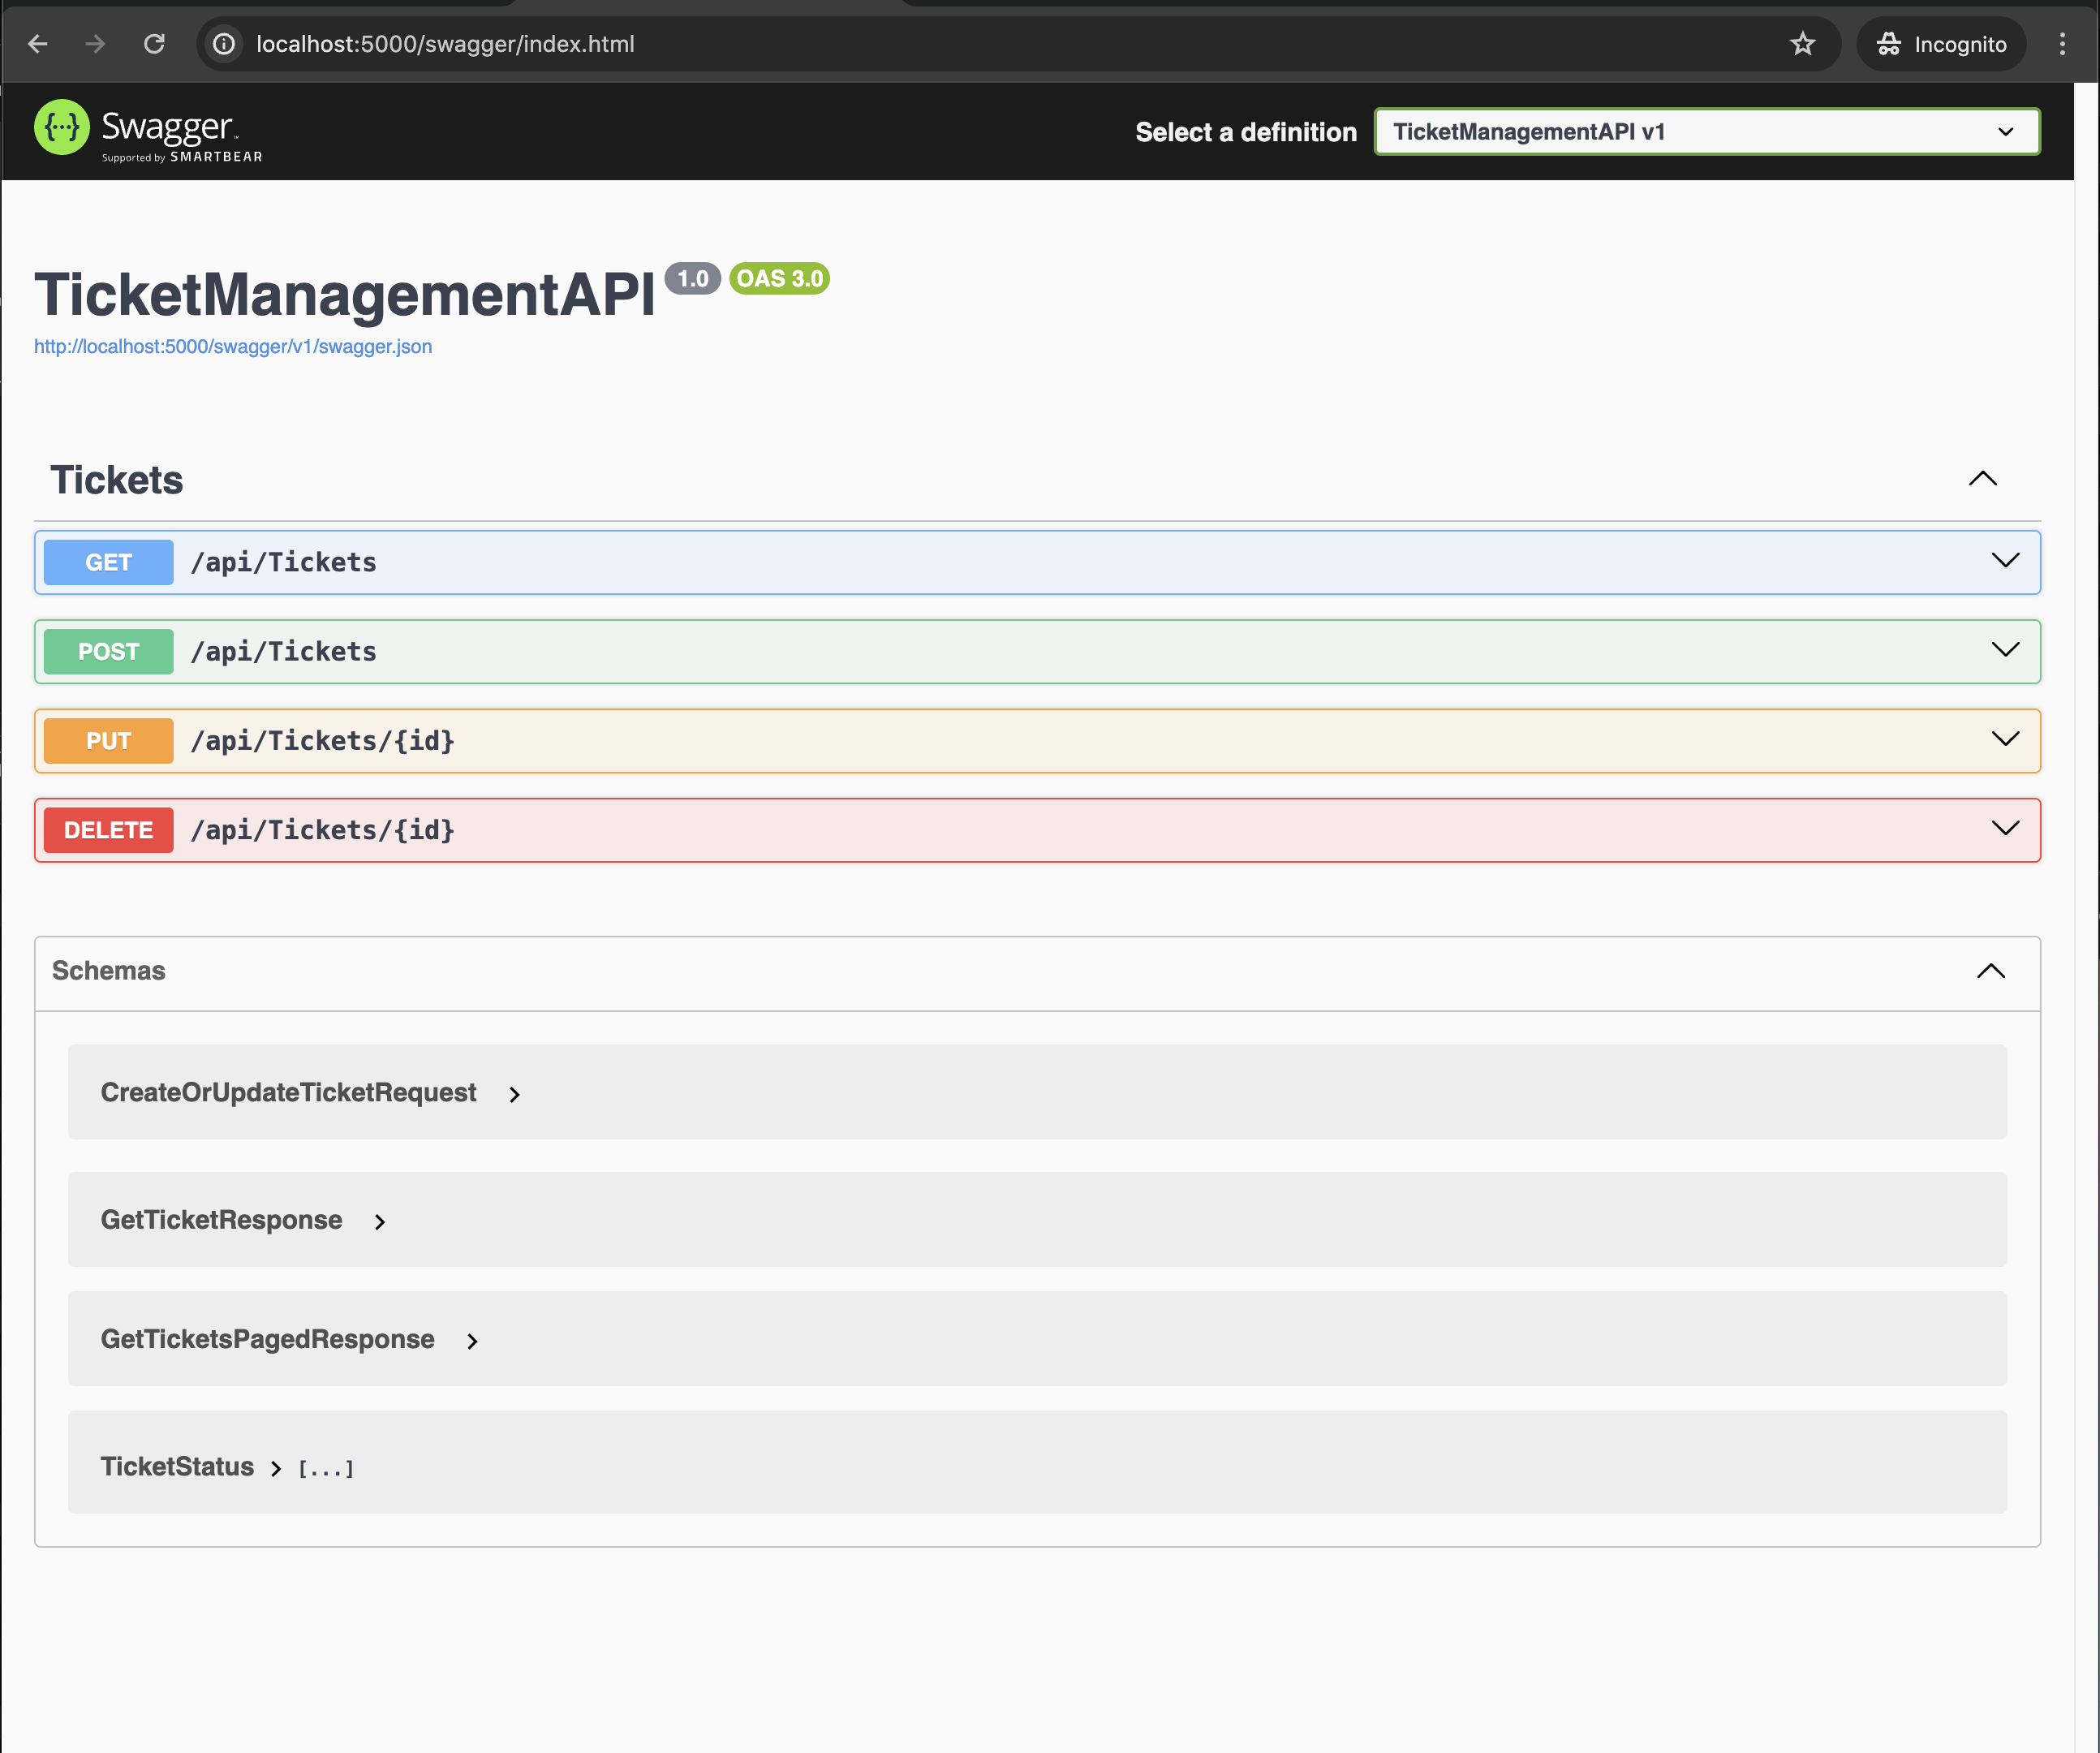 localhost:5000/swagger/index.html
Incognito
{...} Swagger™
Supported by SMARTBEAR
Select a definition
TicketManagementAPI v1
TicketManagementAPI 1.0 OAS 3.0
http://localhost:5000/swagger/v1/swagger.json
Tickets
GET /api/Tickets
POST /api/Tickets
PUT /api/Tickets/{id}
DELETE /api/Tickets/{id}
Schemas
CreateOrUpdateTicketRequest
GetTicketResponse
GetTicketsPagedResponse
TicketStatus > [...]